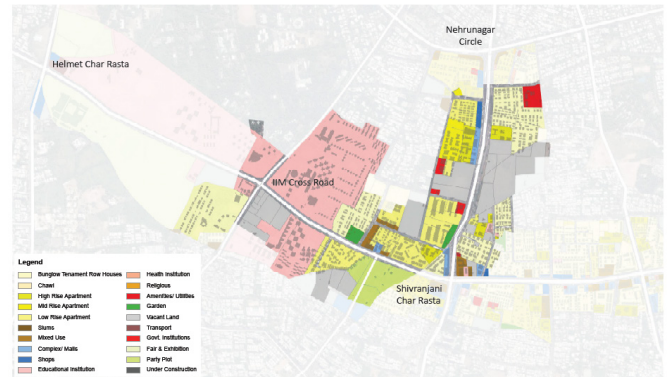 Nehrunagar
Circle
Helmet Char Rasta
IIM Cross Road
Shivranjani
Char Rasta
Legend
Bunglow Tenament Row Houses
Chawl
High Rise Apartment
Mid Rise Apartment
Low Rise Apartment
Slums
Mixed Use
Complex/ Malls
Shops
Educational Institution
Health Institution
Religious
Amenities/ Utilities
Garden
Vacant Land
Transport
Govt. Institutions
Fair & Exhibition
Party Plot
Under Construction